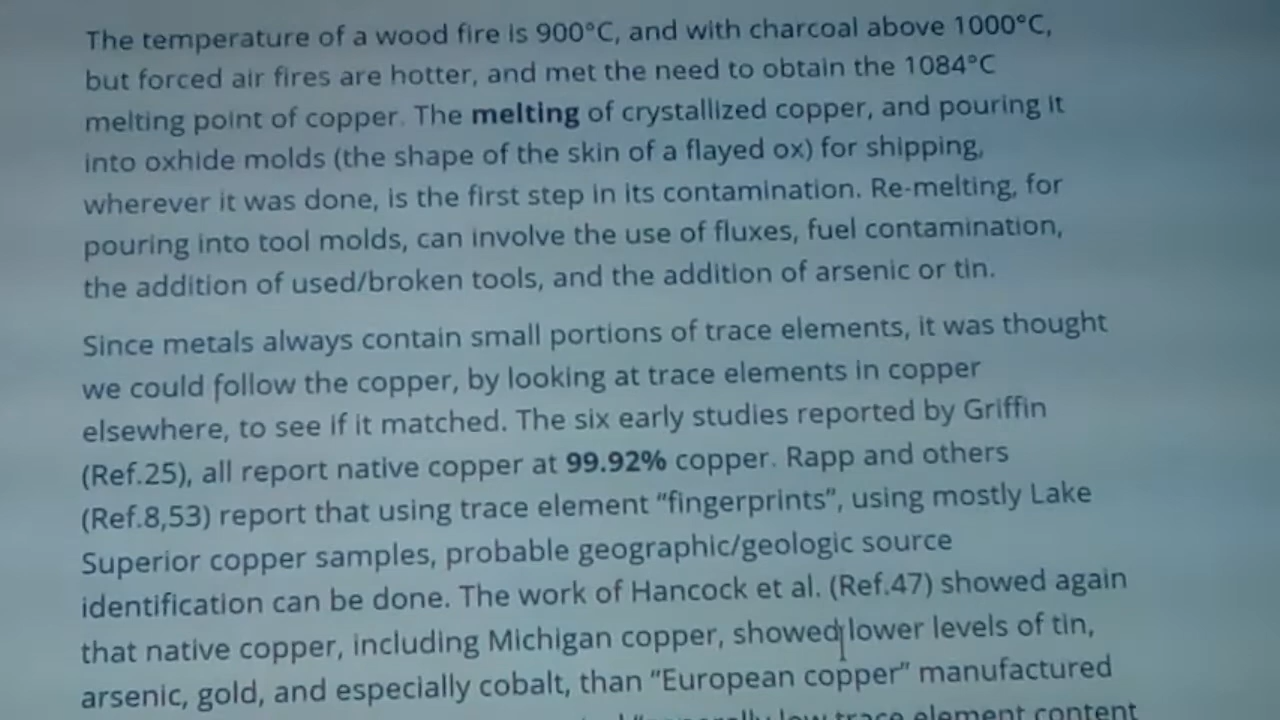 The temperature of a wood fire is 900°C, and with charcoal above 1000°C,
but forced air fires are hotter, and met the need to obtain the 1084°C
melting point of copper. The melting of crystallized copper, and pouring it
into oxhide molds (the shape of the skin of a flayed ox) for shipping,
wherever it was done, is the first step in its contamination. Re-melting, for
pouring into tool molds, can involve the use of fluxes, fuel contamination,
the addition of used/broken tools, and the addition of arsenic or tin.
Since metals always contain small portions of trace elements, it was thought
we could follow the copper, by looking at trace elements in copper
elsewhere, to see if it matched. The six early studies reported by Griffin
(Ref.25), all report native copper at 99.92% copper. Rapp and others
(Ref.8,53) report that using trace element “fingerprints”, using mostly Lake
Superior copper samples, probable geographic/geologic source
identification can be done. The work of Hancock et al. (Ref.47) showed again
that native copper, including Michigan copper, showed lower levels of tin,
arsenic, gold, and especially cobalt, than “European copper” manufactured
low trace element content